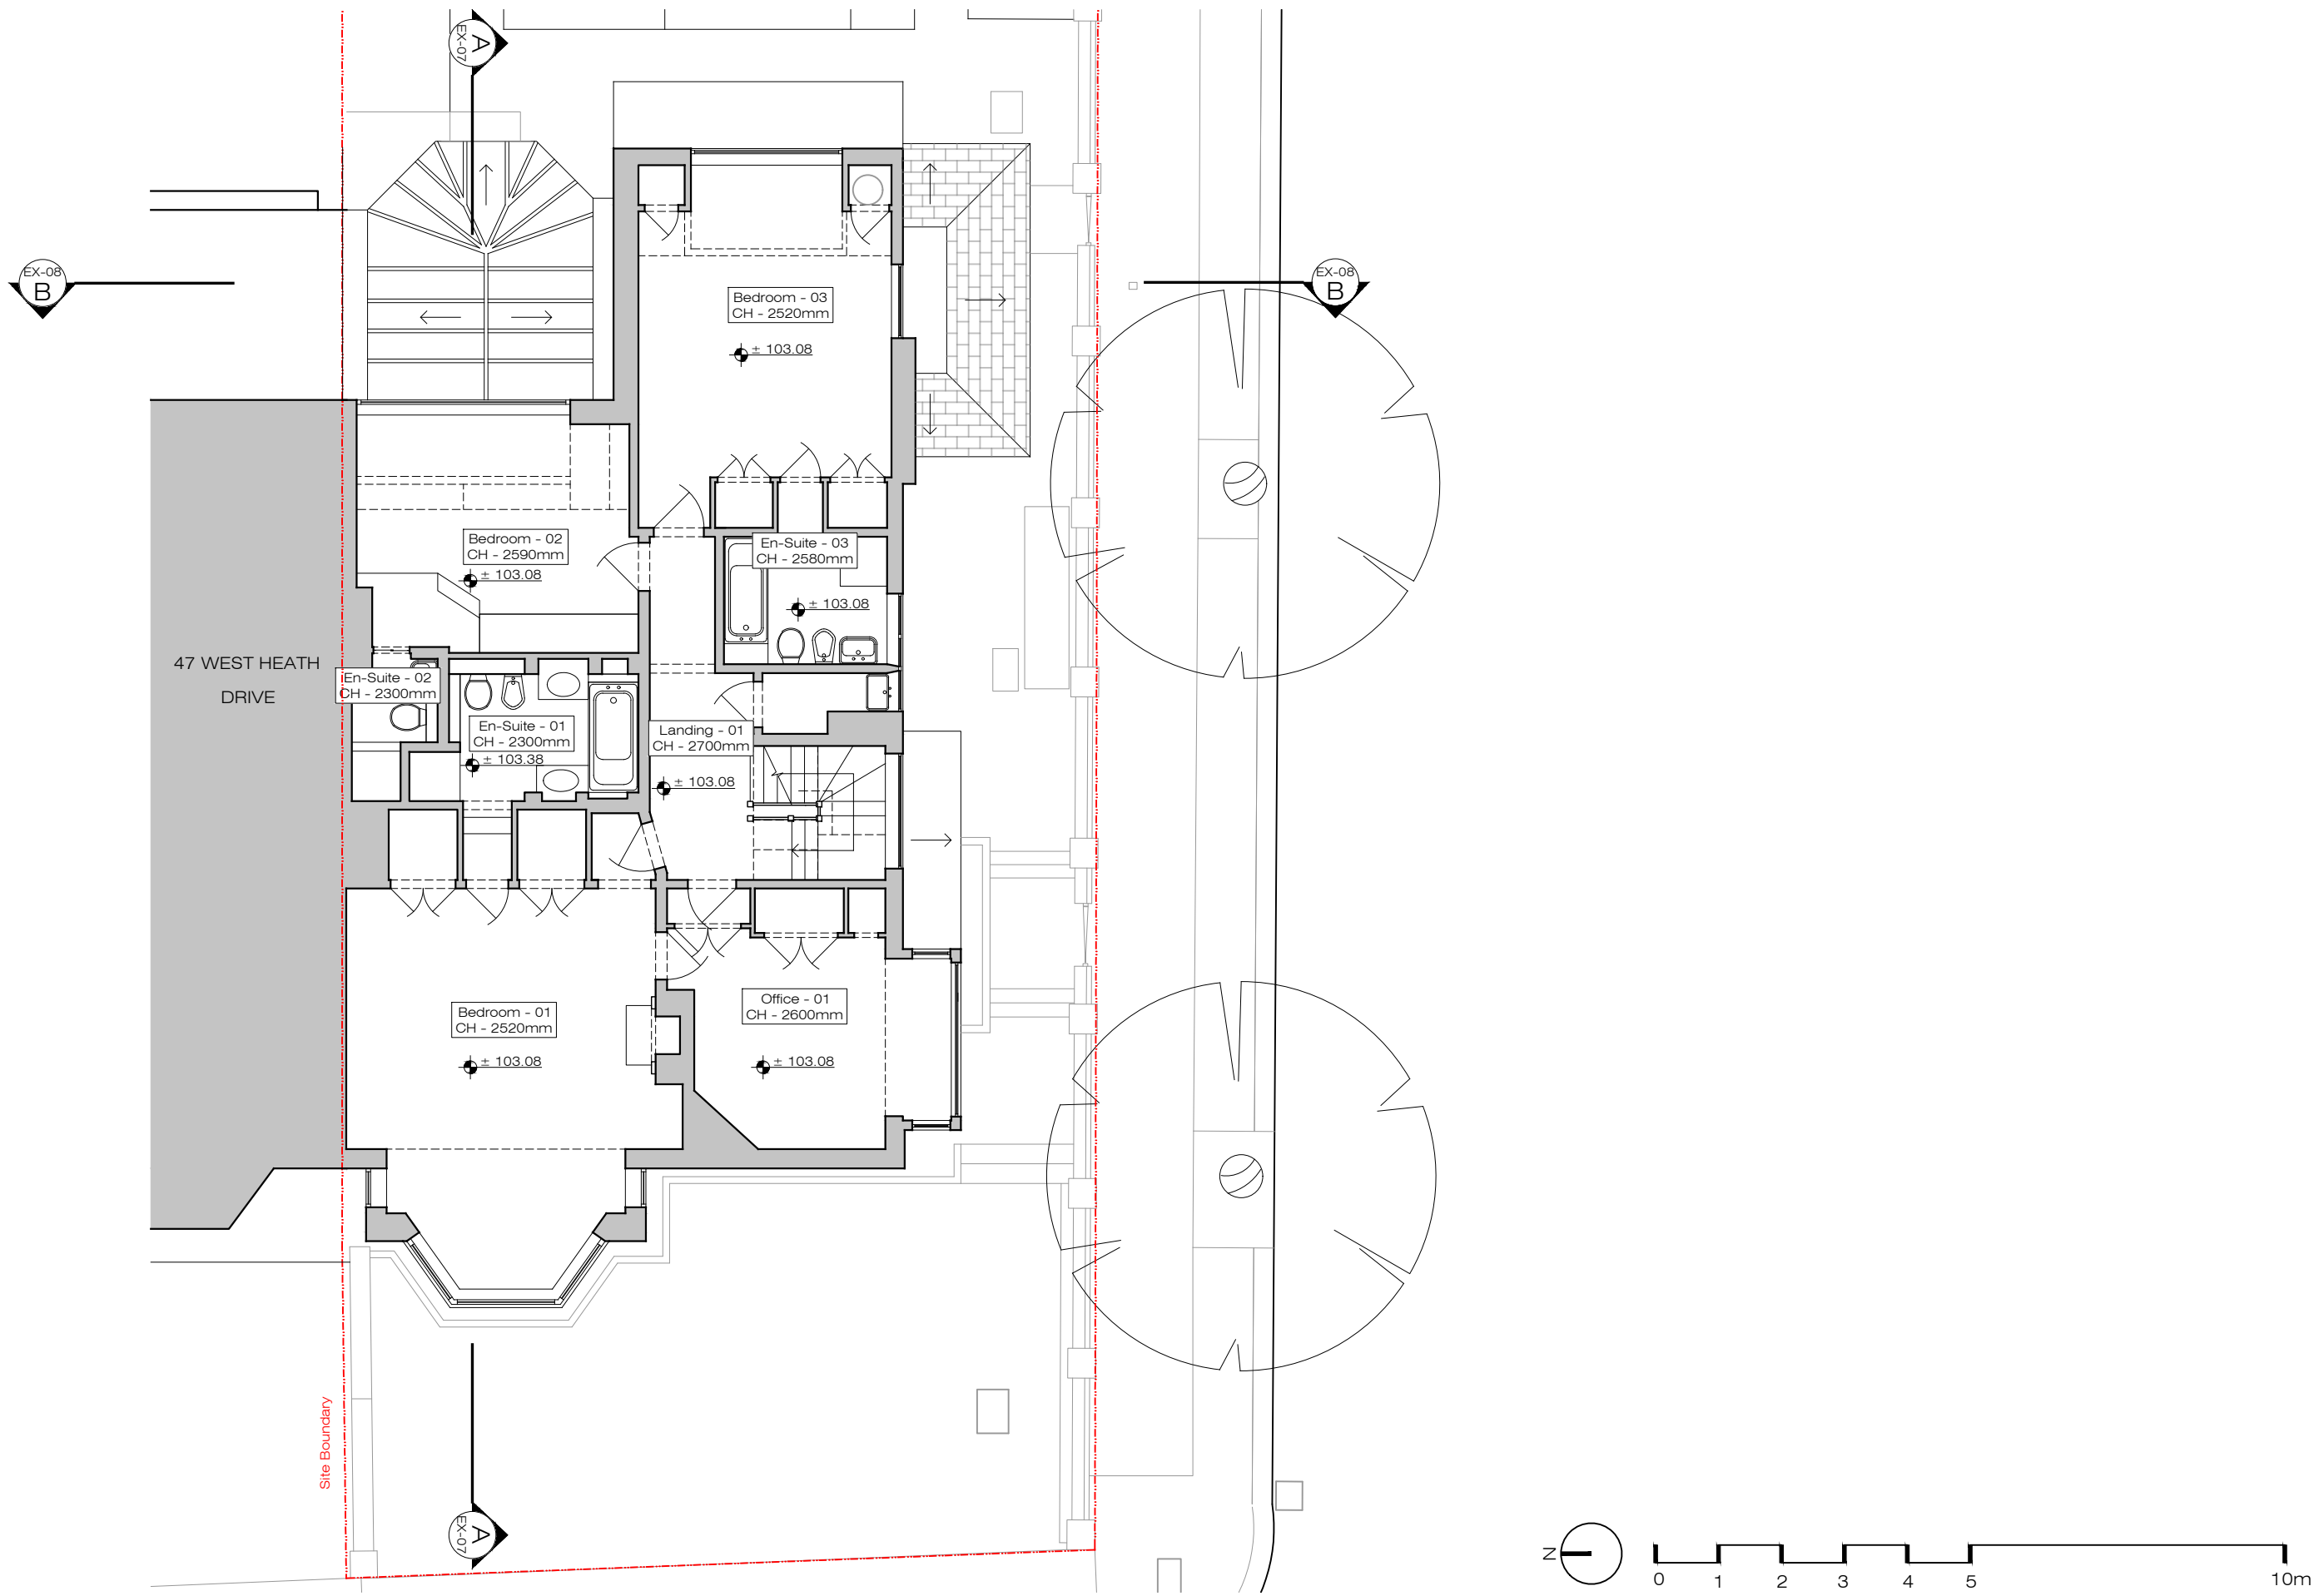 A
EX-07
EX-08
B
EX-08
B
Bedroom - 03
CH - 2520mm
± 103.08
Bedroom - 02
CH - 2590mm
± 103.08
En-Suite - 03
CH - 2580mm
± 103.08
47 WEST HEATH
DRIVE
En-Suite - 02
CH - 2300mm
En-Suite - 01
CH - 2300mm
± 103.38
Landing - 01
CH - 2700mm
± 103.08
Bedroom - 01
CH - 2520mm
± 103.08
Office - 01
CH - 2600mm
± 103.08
Site Boundary
A
EX-07
N
0 1 2 3 4 5 10m